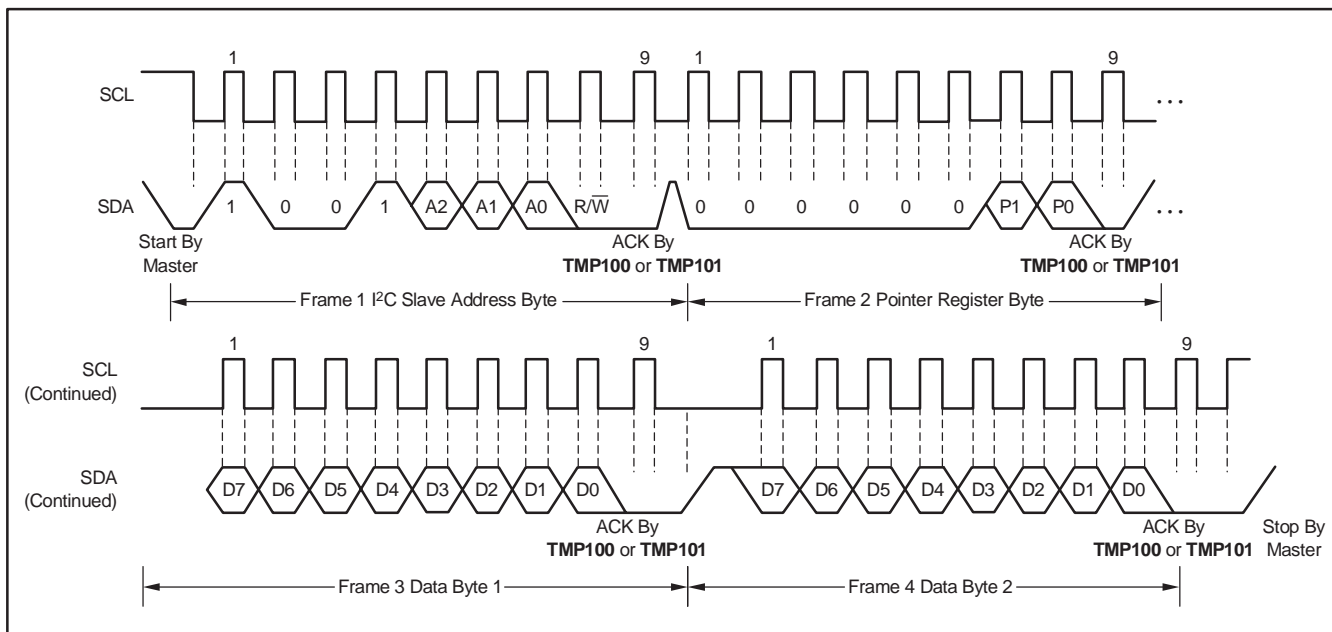 1 9 1 9
SCL ...
SDA 1 0 0 1 A2 A1 A0 R/W̅ 0 0 0 0 0 0 P1 P0 ...
Start By Master
ACK By TMP100 or TMP101
ACK By TMP100 or TMP101
Frame 1 I²C Slave Address Byte
Frame 2 Pointer Register Byte
1 9 1 9
SCL (Continued)
SDA (Continued)
D7 D6 D5 D4 D3 D2 D1 D0 D7 D6 D5 D4 D3 D2 D1 D0
ACK By TMP100 or TMP101
ACK By TMP100 or TMP101
Stop By Master
Frame 3 Data Byte 1
Frame 4 Data Byte 2